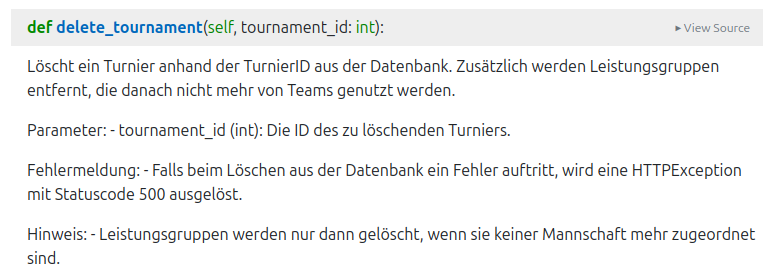 def delete_tournament(self, tournament_id: int):
▸ View Source
Löscht ein Turnier anhand der TurnierID aus der Datenbank. Zusätzlich werden Leistungsgruppen
entfernt, die danach nicht mehr von Teams genutzt werden.
Parameter: - tournament_id (int): Die ID des zu löschenden Turniers.
Fehlermeldung: - Falls beim Löschen aus der Datenbank ein Fehler auftritt, wird eine HTTPException
mit Statuscode 500 ausgelöst.
Hinweis: - Leistungsgruppen werden nur dann gelöscht, wenn sie keiner Mannschaft mehr zugeordnet
sind.